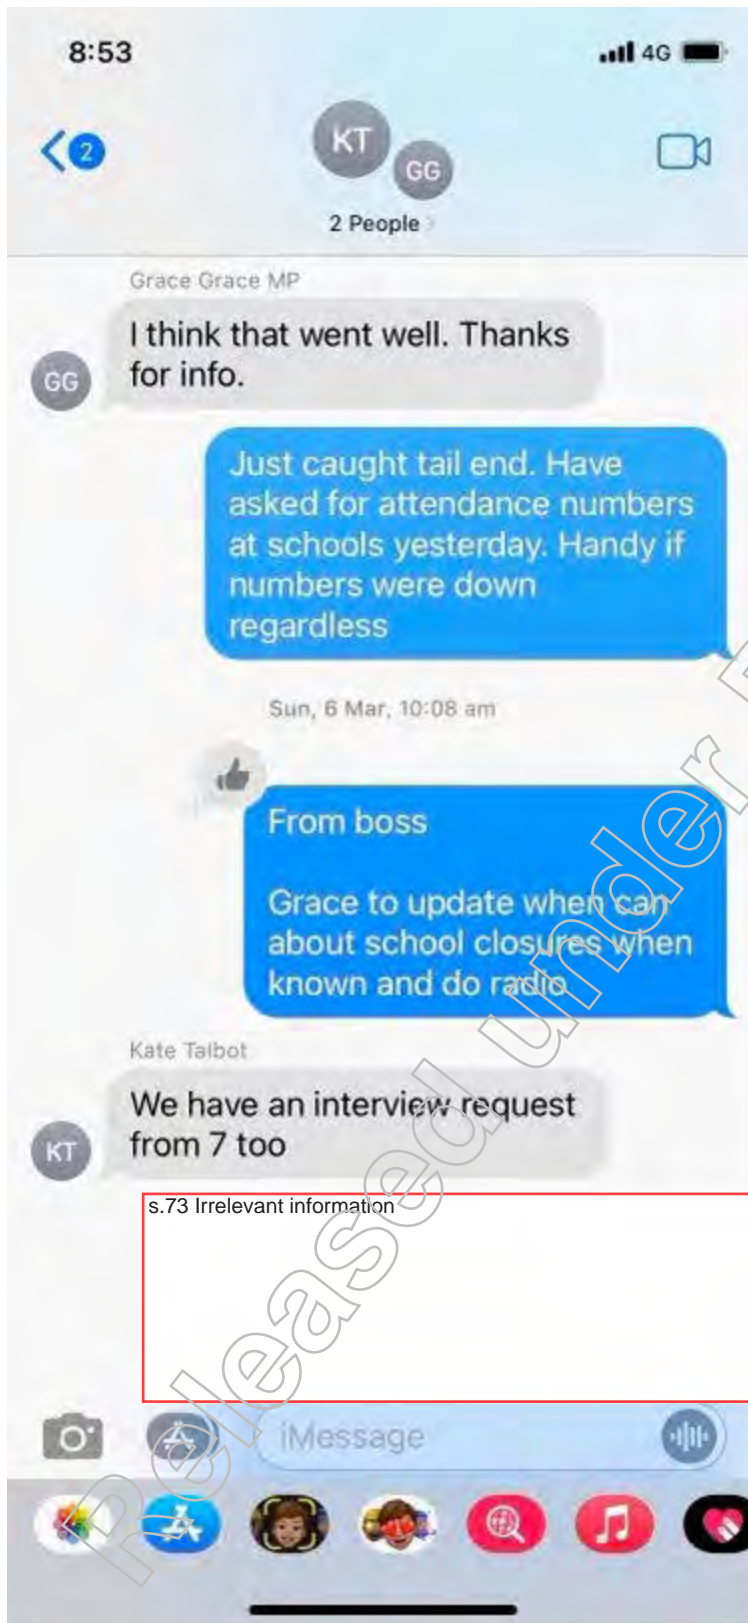 8:53
4G
2
KT
GG
2 People
Grace Grace MP
I think that went well. Thanks
for info.
GG
Just caught tail end. Have
asked for attendance numbers
at schools yesterday. Handy if
numbers were down
regardless
Sun, 6 Mar, 10:08 am
From boss
Grace to update when can
about school closures when
known and do radio
Kate Talbot
We have an interview request
from 7 too
KT
s.73 Irrelevant information
iMessage
Released under